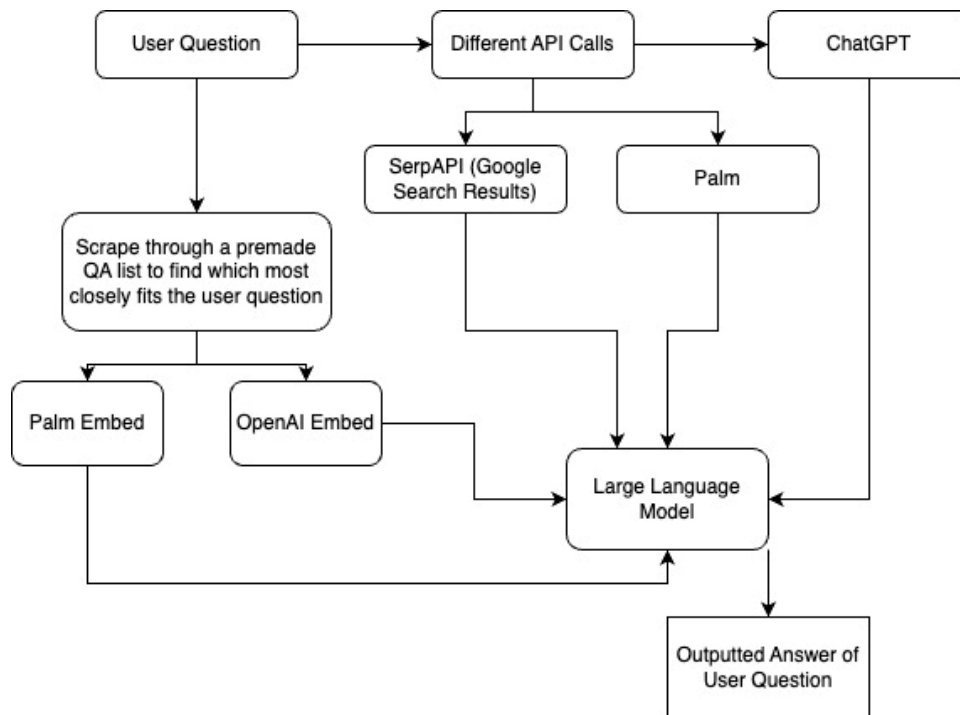 User Question
Different API Calls
ChatGPT
SerpAPI (Google
Search Results)
Palm
Scrape through a premade
QA list to find which most
closely fits the user question
Palm Embed
OpenAI Embed
Large Language
Model
Outputted Answer of
User Question